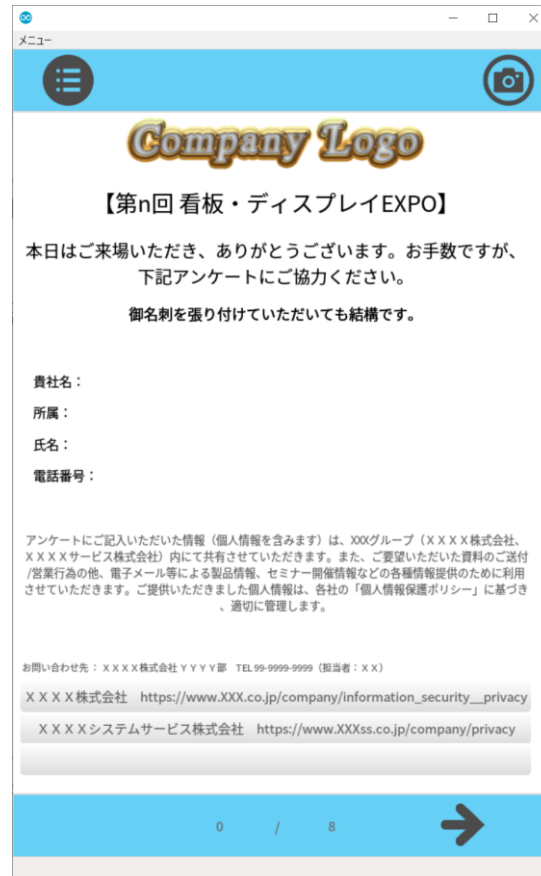 メニュー
Company Logo
【第n回 看板・ディスプレイEXPO】
本日はご来場いただき、ありがとうございます。お手数ですが、
下記アンケートにご協力ください。
御名刺を張り付けていただいても結構です。
貴社名：
所属：
氏名：
電話番号：
アンケートにご記入いただいた情報（個人情報を含みます）は、XXXグループ（ＸＸＸＸ株式会社、
ＸＸＸＸサービス株式会社）内にて共有させていただきます。また、ご要望いただいた資料のご送付
/営業行為の他、電子メール等による製品情報、セミナー開催情報などの各種情報提供のために利用
させていただきます。ご提供いただきました個人情報は、各社の「個人情報保護ポリシー」に基づき
、適切に管理します。
お問い合わせ先：ＸＸＸＸ株式会社ＹＹＹＹ部　TEL 99-9999-9999（担当者：ＸＸ）
ＸＸＸＸ株式会社　https://www.XXX.co.jp/company/information_security__privacy
ＸＸＸＸシステムサービス株式会社　https://www.XXXss.co.jp/company/privacy
0 / 8